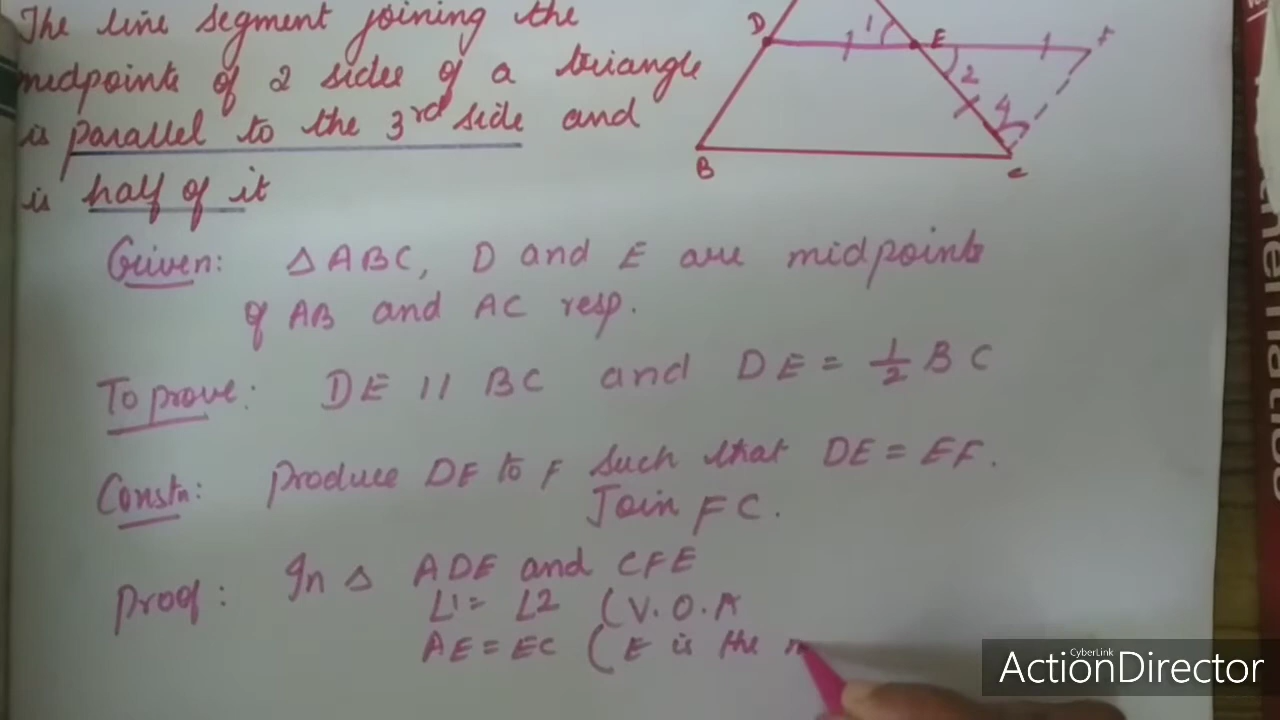 The line segment joining the
midpoints of 2 sides of a triangle
is parallel to the 3rd side and
is half of it
D 1 E F
2
4
B C
Given: Δ ABC, D and E are midpoints
of AB and AC resp.
To prove: DE // BC and DE = 1/2 BC
Constn: Produce DE to F such that DE = EF.
Join FC.
Proof: In Δ ADE and CFE
∠1 = ∠2 (V.O.A
AE = EC (E is the m
CyberLink
ActionDirector